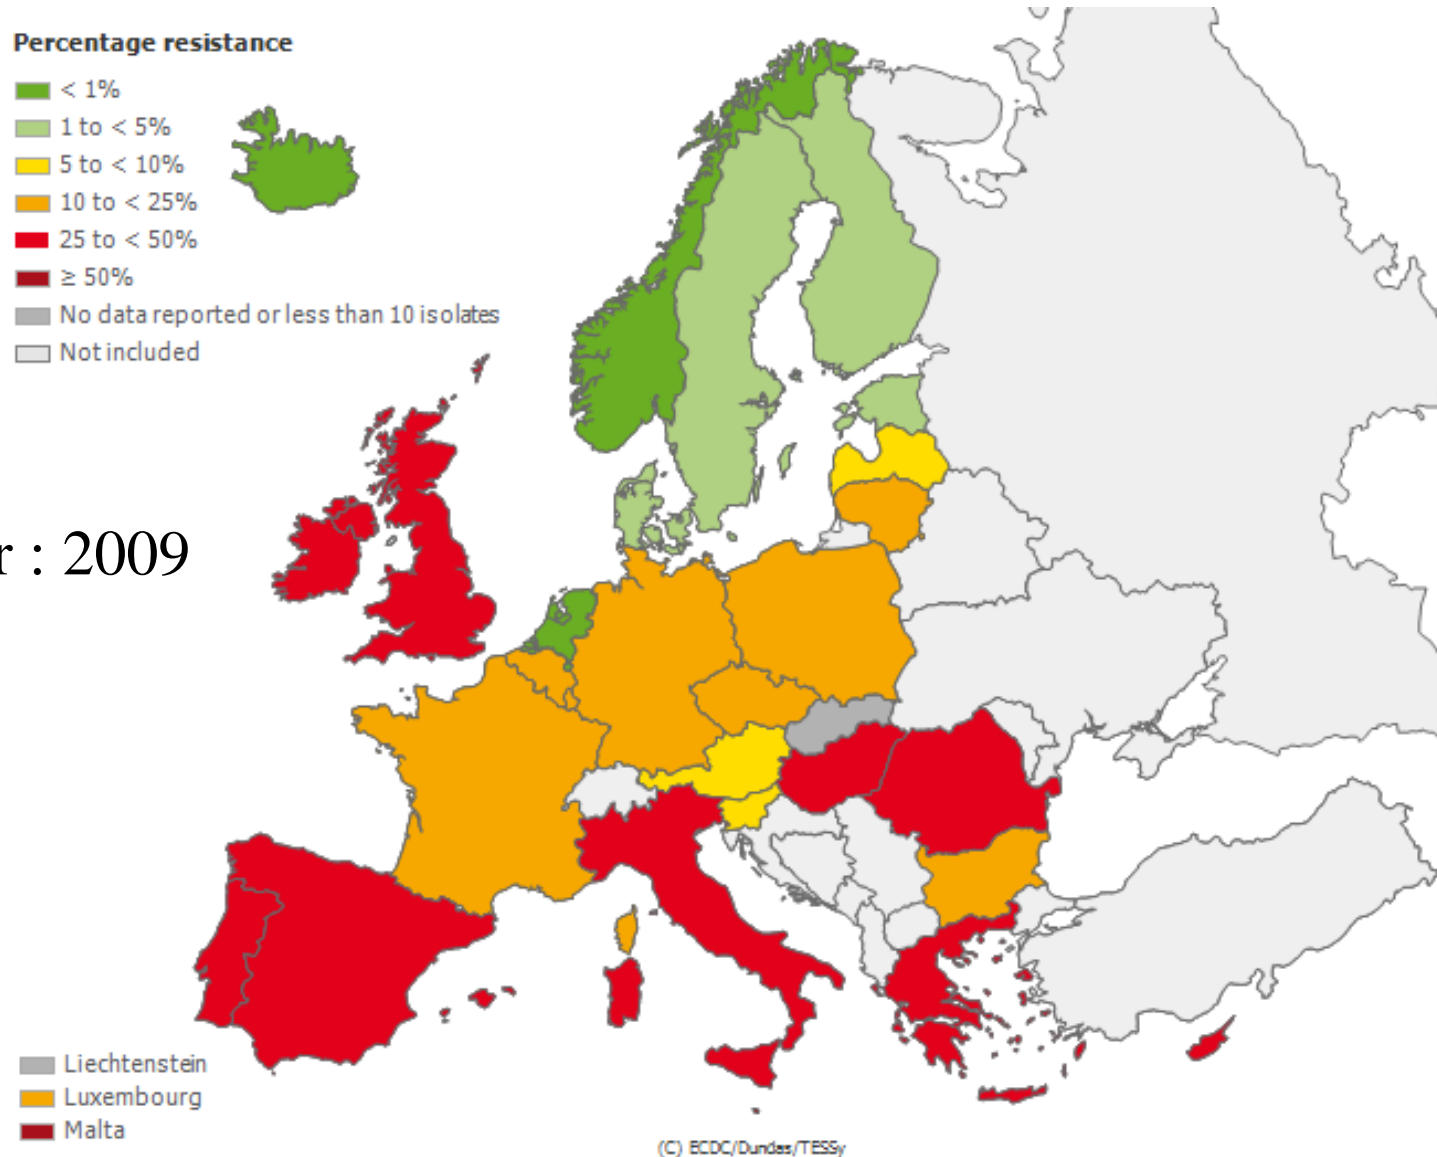 Percentage resistance
< 1%
1 to < 5%
5 to < 10%
10 to < 25%
25 to < 50%
≥ 50%
No data reported or less than 10 isolates
Not included
r : 2009
Liechtenstein
Luxembourg
Malta
(C) ECDC/Dundas/TESSy